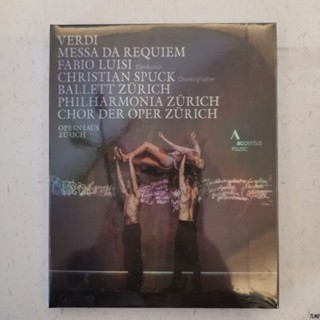 VERDI
MESSA DA REQUIEM
FABIO LUISI Conductor
CHRISTIAN SPUCK Choreographer
BALLETT ZÜRICH
PHILHARMONIA ZÜRICH
CHOR DER OPER ZÜRICH
OPERNHAUS
ZÜRICH
accentus
music